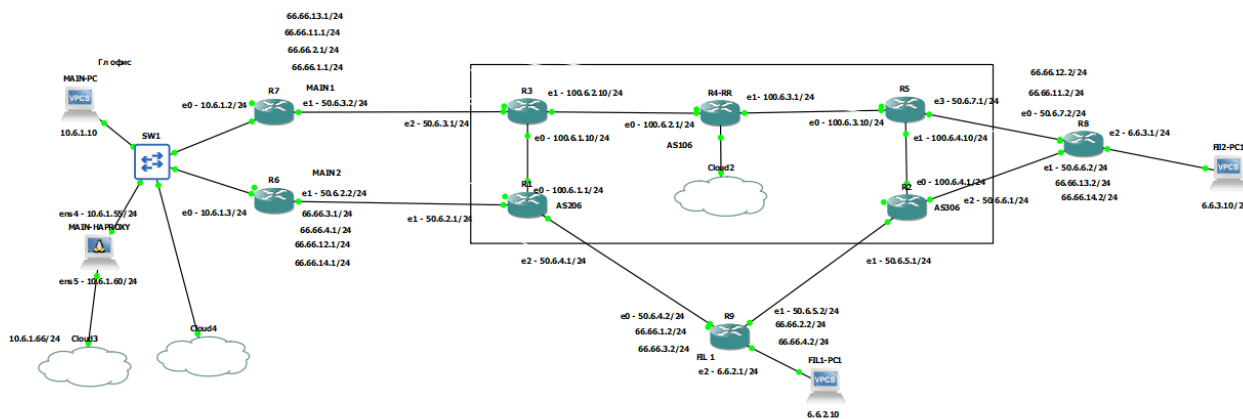 66.66.13.1/24
66.66.11.1/24
66.66.2.1/24
66.66.1.1/24
Гл офис
MAIN-PC
VPCS
10.6.1.10
SW1
e0 - 10.6.1.2/24
R7
MAIN 1
e1 - 50.6.3.2/24
e2 - 50.6.3.1/24
R3
e1 - 100.6.2.10/24
e0 - 100.6.1.10/24
R4-RR
e0 - 100.6.2.1/24
e1- 100.6.3.1/24
AS106
Cloud2
R5
e0 - 100.6.3.10/24
e3 - 50.6.7.1/24
e1 - 100.6.4.10/24
66.66.12.2/24
66.66.11.2/24
e0 - 50.6.7.2/24
R8
e2 - 6.6.3.1/24
e1 - 50.6.6.2/24
66.66.13.2/24
66.66.14.2/24
FII2-PC1
VPCS
6.6.3.10/2
R6
MAIN 2
e1 - 50.6.2.2/24
66.66.3.1/24
66.66.4.1/24
66.66.12.1/24
66.66.14.1/24
e0 - 10.6.1.3/24
e1 - 50.6.2.1/24
R1
e0 - 100.6.1.1/24
AS206
e2 - 50.6.4.1/24
e0 - 100.6.4.1/24
R2
e2 - 50.6.6.1/24
AS306
e1 - 50.6.5.1/24
ens4 - 10.6.1.55/24
MAIN-HAPROXY
ens5 - 10.6.1.60/24
10.6.1.66/24
Cloud3
Cloud4
e0 - 50.6.4.2/24
66.66.1.2/24
66.66.3.2/24
R9
FIL 1
e1 - 50.6.5.2/24
66.66.2.2/24
66.66.4.2/24
e2 - 6.6.2.1/24
FIL1-PC1
VPCS
6.6.2.10